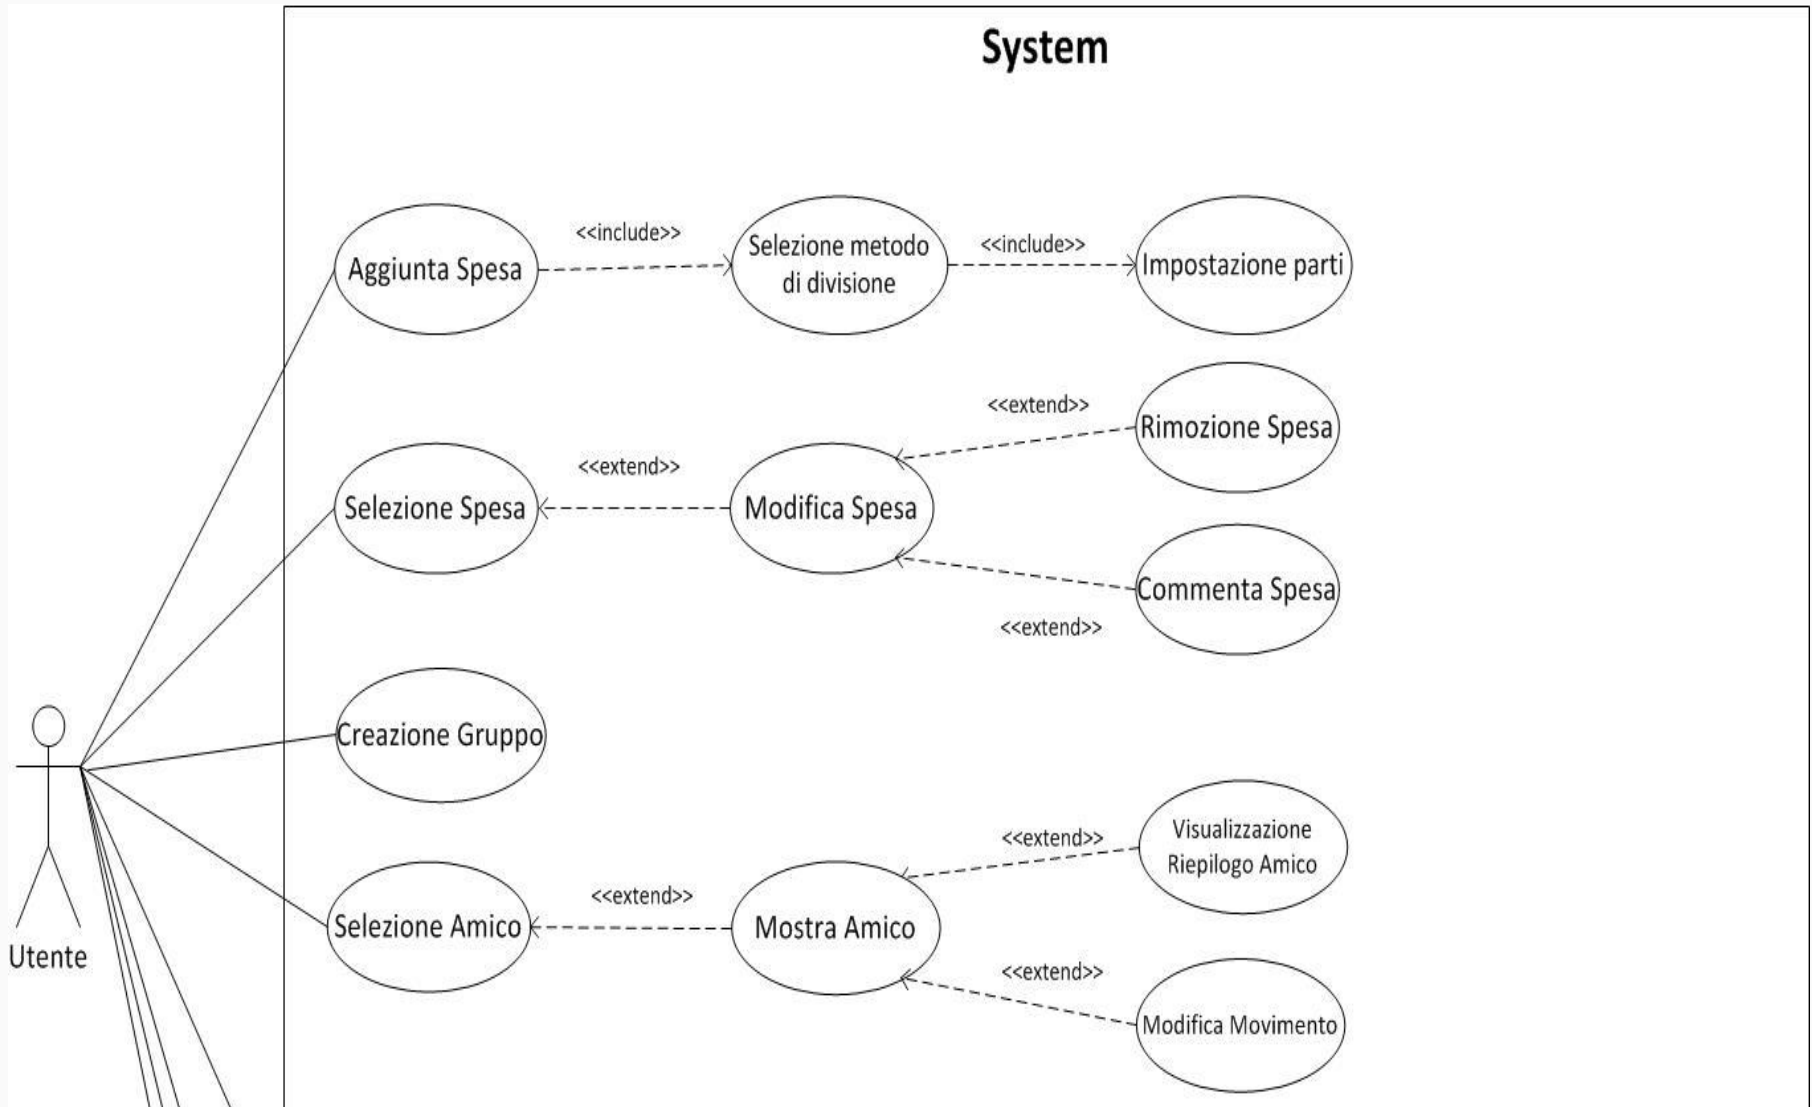 System
Aggiunta Spesa
<<include>>
Selezione metodo
di divisione
<<include>>
Impostazione parti
Selezione Spesa
<<extend>>
Modifica Spesa
<<extend>>
Rimozione Spesa
Commenta Spesa
<<extend>>
Creazione Gruppo
Utente
Selezione Amico
<<extend>>
Mostra Amico
<<extend>>
Visualizzazione
Riepilogo Amico
<<extend>>
Modifica Movimento